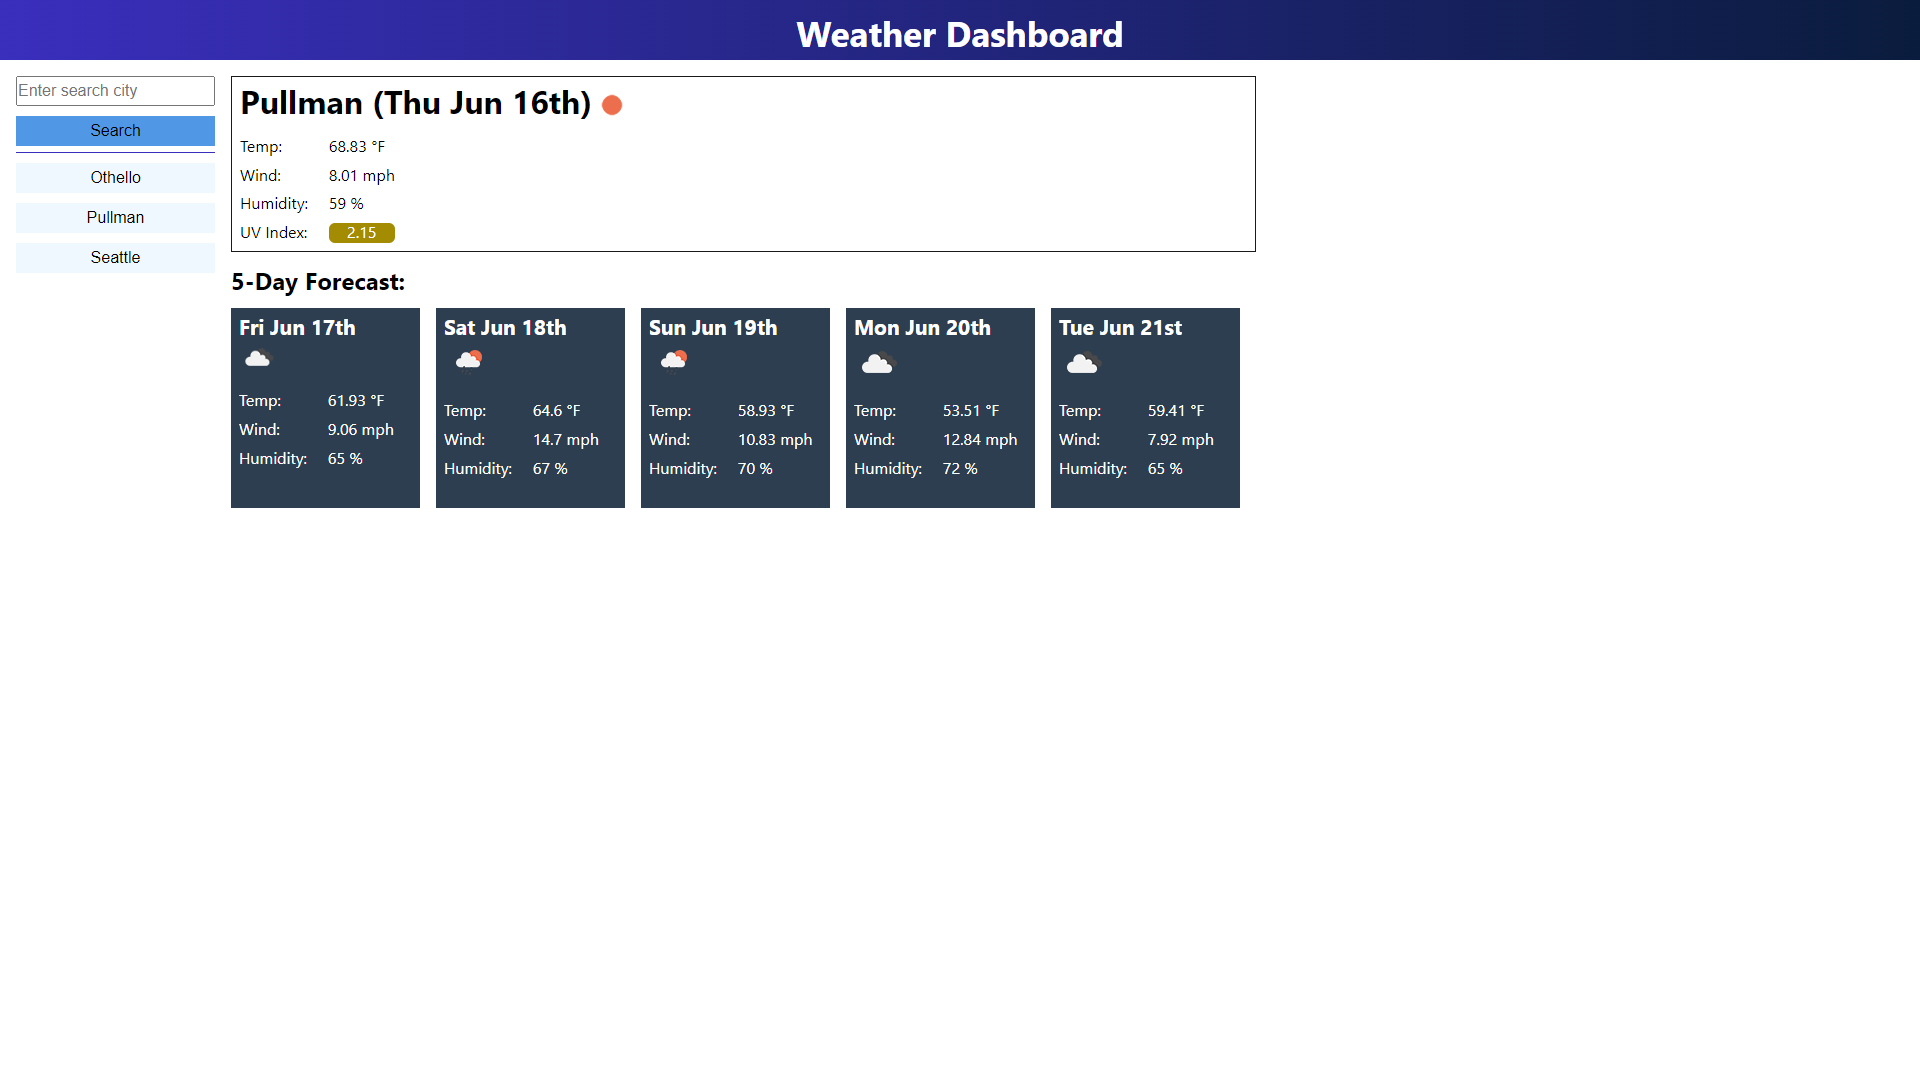 Weather Dashboard
Enter search city
Search
Othello
Pullman
Seattle
Pullman (Thu Jun 16th)
Temp: 68.83 °F
Wind: 8.01 mph
Humidity: 59 %
UV Index: 2.15
5-Day Forecast:
Fri Jun 17th
Temp: 61.93 °F
Wind: 9.06 mph
Humidity: 65 %
Sat Jun 18th
Temp: 64.6 °F
Wind: 14.7 mph
Humidity: 67 %
Sun Jun 19th
Temp: 58.93 °F
Wind: 10.83 mph
Humidity: 70 %
Mon Jun 20th
Temp: 53.51 °F
Wind: 12.84 mph
Humidity: 72 %
Tue Jun 21st
Temp: 59.41 °F
Wind: 7.92 mph
Humidity: 65 %